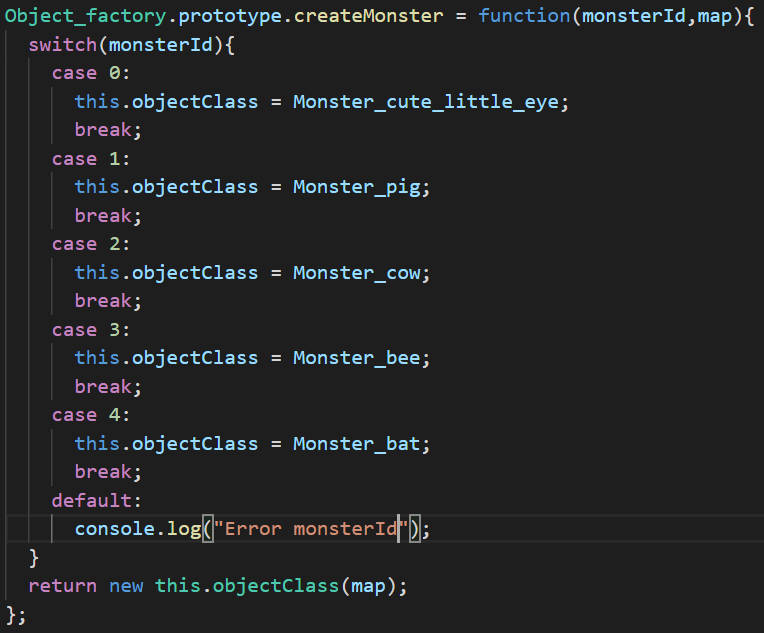 Object_factory.prototype.createMonster = function(monsterId,map){
  switch(monsterId){
    case 0:
      this.objectClass = Monster_cute_little_eye;
      break;
    case 1:
      this.objectClass = Monster_pig;
      break;
    case 2:
      this.objectClass = Monster_cow;
      break;
    case 3:
      this.objectClass = Monster_bee;
      break;
    case 4:
      this.objectClass = Monster_bat;
      break;
    default:
      console.log("Error monsterId");
  }
  return new this.objectClass(map);
};